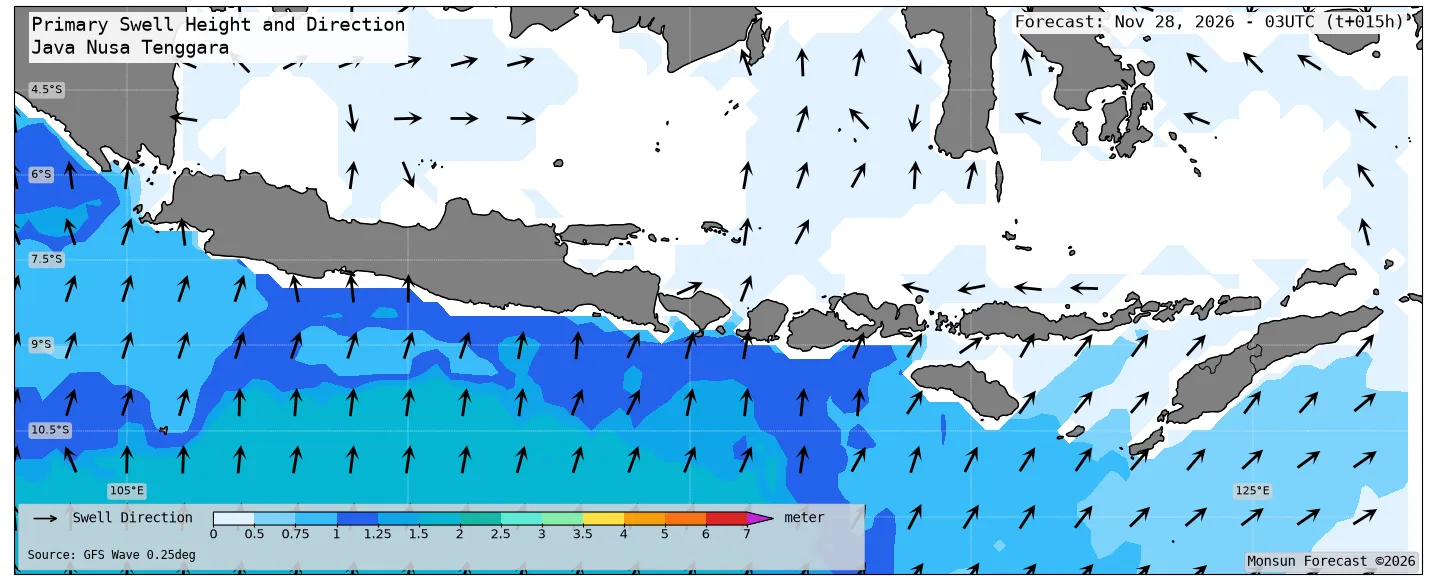 Primary Swell Height and Direction
Java Nusa Tenggara
Forecast: Nov 28, 2026 - 03UTC (t+015h)
4.5°S
6°S
7.5°S
9°S
10.5°S
105°E
125°E
Swell Direction
0 0.5 0.75 1 1.25 1.5 2 2.5 3 3.5 4 5 6 7
meter
Source: GFS Wave 0.25deg
Monsun Forecast ©2026